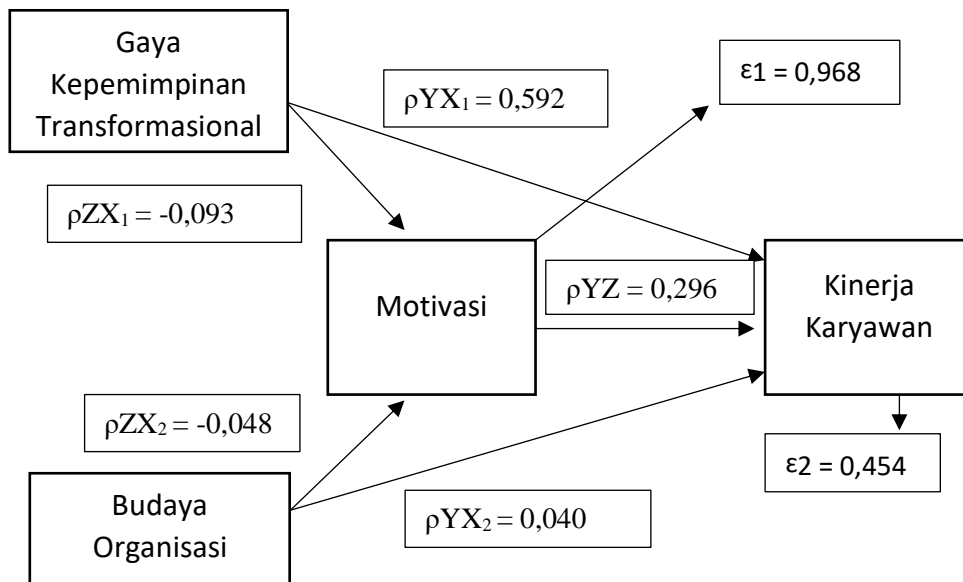 Gaya
Kepemimpinan
Transformasional
ρYX₁ = 0,592
ε1 = 0,968
ρZX₁ = -0,093
Motivasi
ρYZ = 0,296
Kinerja
Karyawan
ρZX₂ = -0,048
ε2 = 0,454
Budaya
Organisasi
ρYX₂ = 0,040